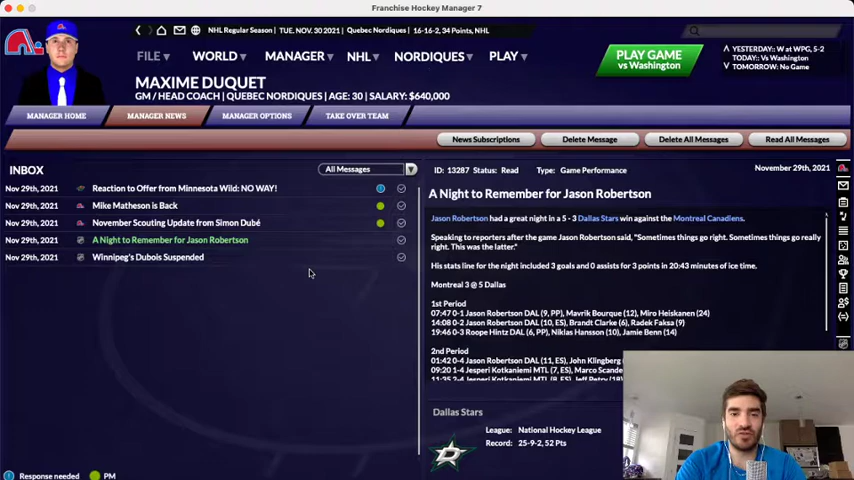 Franchise Hockey Manager 7
NHL Regular Season | TUE. NOV. 30 2021 | Quebec Nordiques | 16-16-2, 34 Pts, NHL
FILE WORLD MANAGER NHL NORDIQUES PLAY
PLAY GAME
vs Washington
YESTERDAY:: W at WPG, 5-2
TODAY:: Vs Washington
TOMORROW: No Game
MAXIME DUQUET
GM / HEAD COACH | QUEBEC NORDIQUES | AGE: 30 | SALARY: $640,000
MANAGER HOME MANAGER NEWS MANAGER OPTIONS TAKE OVER TEAM
News Subscriptions Delete Message Delete All Messages Read All Messages
INBOX All Messages
Nov 29th, 2021 Reaction to Offer from Minnesota Wild: NO WAY!
Nov 29th, 2021 Mike Matheson is Back
Nov 29th, 2021 November Scouting Update from Simon Dubé
Nov 29th, 2021 A Night to Remember for Jason Robertson
Nov 29th, 2021 Winnipeg's Dubois Suspended
Response needed PM
ID: 13287 Status: Read Type: Game Performance November 29th, 2021
A Night to Remember for Jason Robertson
Jason Robertson had a great night in a 5 - 3 Dallas Stars win against the Montreal Canadiens.
Speaking to reporters after the game Jason Robertson said, "Sometimes things go right. Sometimes things go really
right. This was the latter."
His stats line for the night included 3 goals and 0 assists for 3 points in 20:43 minutes of ice time.
Montreal 3 @ 5 Dallas
1st Period
07:47 0-1 Jason Robertson DAL (9, PP), Mavrik Bourque (12), Miro Heiskanen (24)
14:08 0-2 Jason Robertson DAL (10, ES), Brandt Clarke (6), Radek Faksa (9)
19:46 0-3 Roope Hintz DAL (6, PP), Niklas Hansson (10), Jamie Benn (14)
2nd Period
01:42 0-4 Jason Robertson DAL (11, ES), John Klingberg
09:20 1-4 Jesperi Kotkaniemi MTL (7, ES), Marco Scande
11:35 2-4 Jesperi Kotkaniemi MTL (8, ES), Jeff Petry (18
Dallas Stars
League: National Hockey League
Record: 25-9-2, 52 Pts